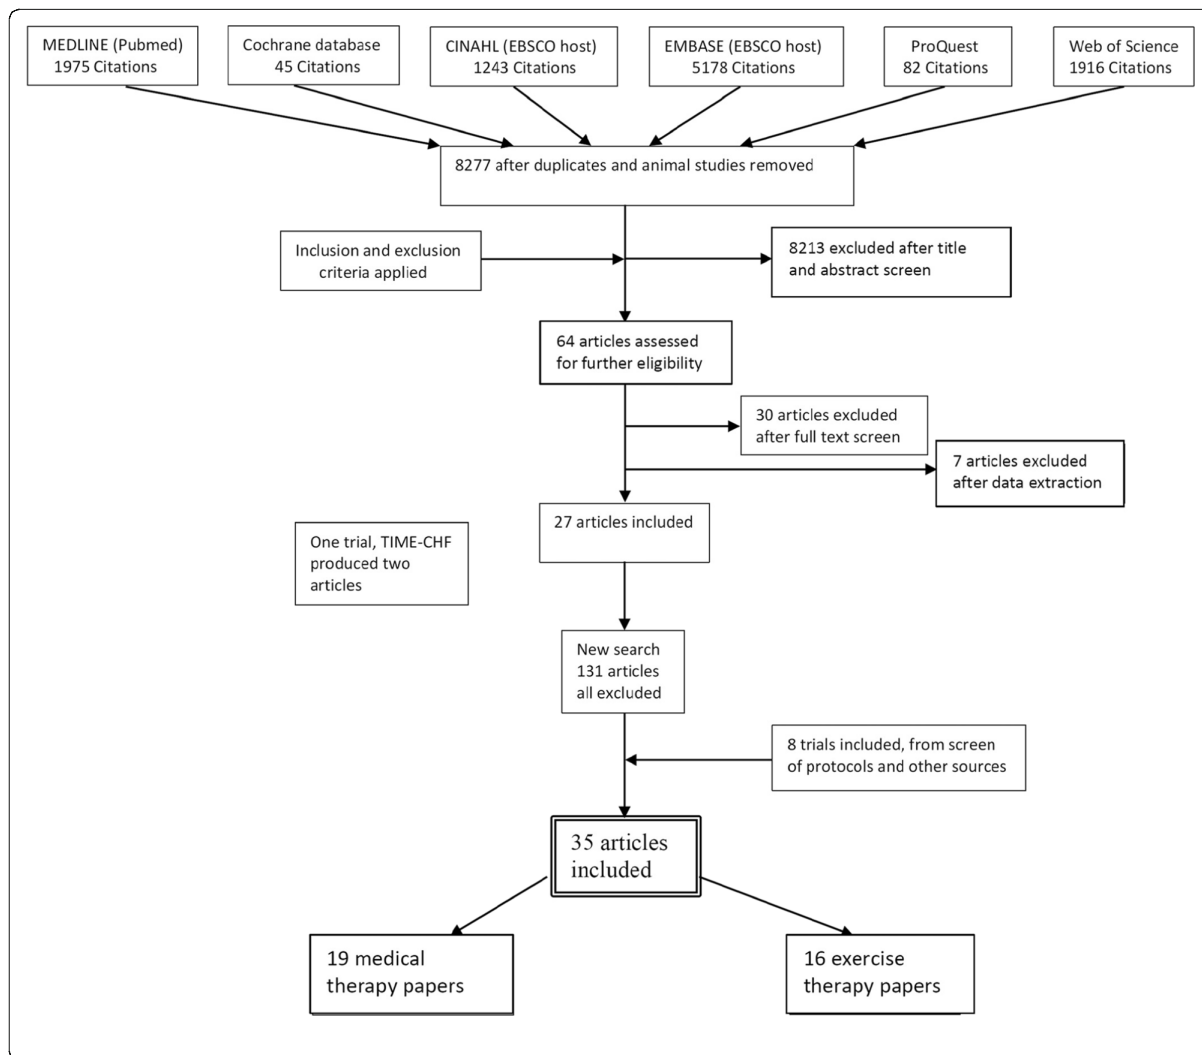 MEDLINE (Pubmed)
1975 Citations
Cochrane database
45 Citations
CINAHL (EBSCO host)
1243 Citations
EMBASE (EBSCO host)
5178 Citations
ProQuest
82 Citations
Web of Science
1916 Citations
8277 after duplicates and animal studies removed
Inclusion and exclusion
criteria applied
8213 excluded after title
and abstract screen
64 articles assessed
for further eligibility
30 articles excluded
after full text screen
7 articles excluded
after data extraction
27 articles included
One trial, TIME-CHF
produced two
articles
New search
131 articles
all excluded
8 trials included, from screen
of protocols and other sources
35 articles
included
19 medical
therapy papers
16 exercise
therapy papers